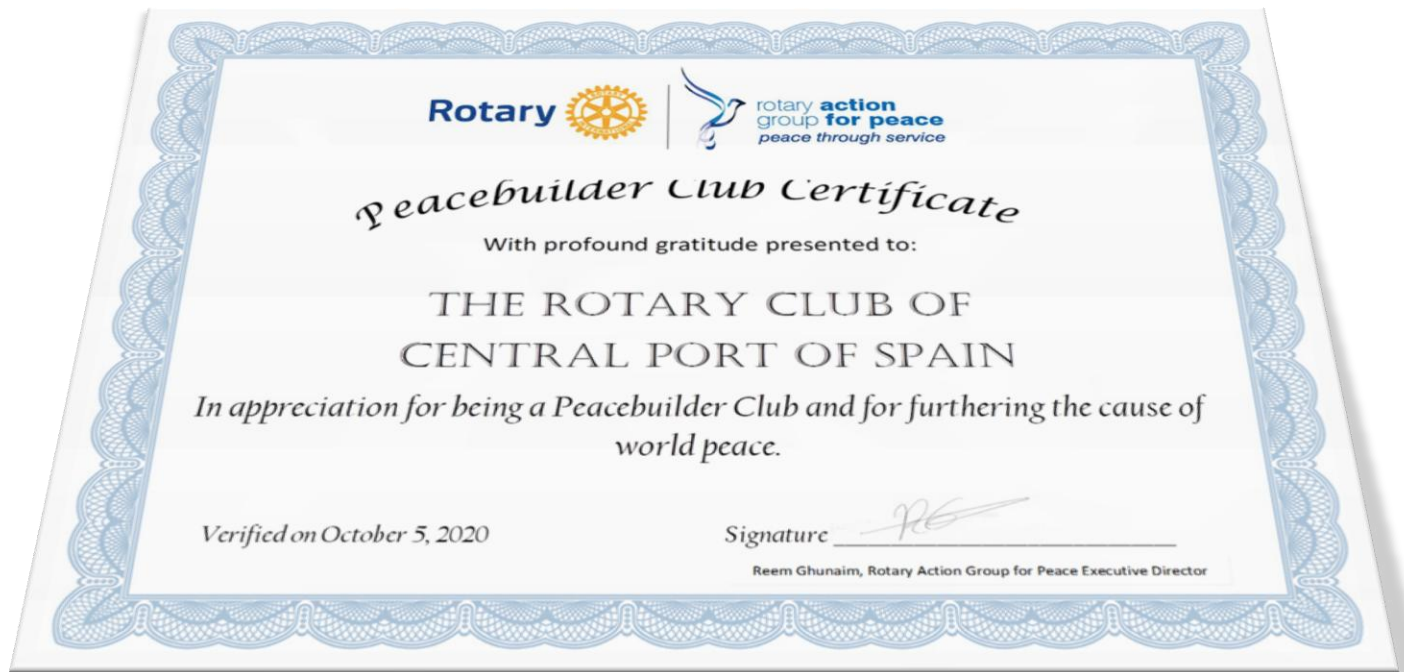 Rotary
rotary action
group for peace
peace through service
Peacebuilder Club Certificate
With profound gratitude presented to:
THE ROTARY CLUB OF
CENTRAL PORT OF SPAIN
In appreciation for being a Peacebuilder Club and for furthering the cause of
world peace.
Verified on October 5, 2020
Signature
Reem Ghunaim, Rotary Action Group for Peace Executive Director